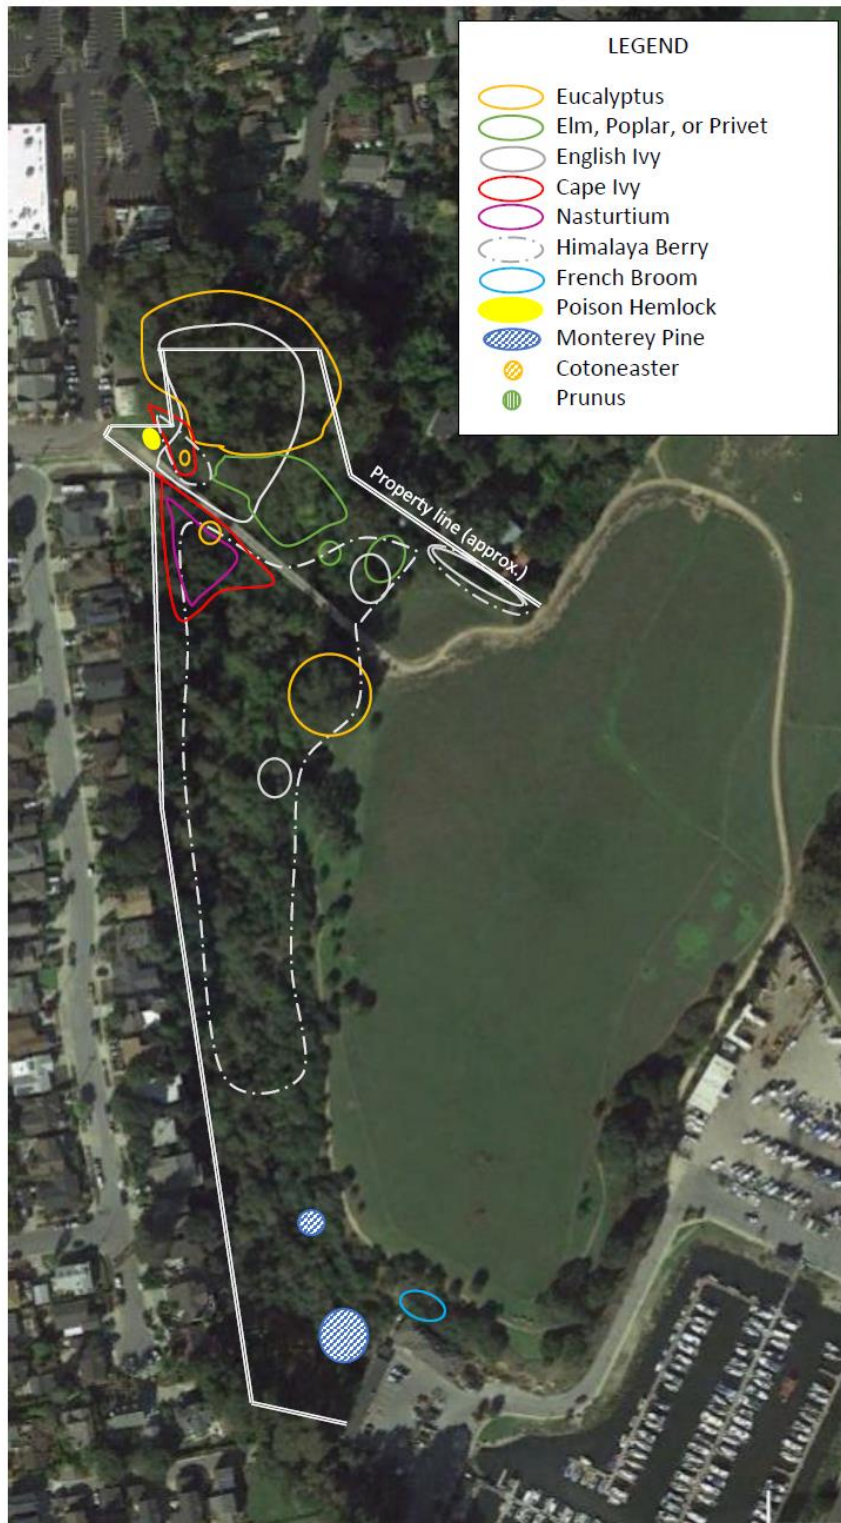 LEGEND
Eucalyptus
Elm, Poplar, or Privet
English Ivy
Cape Ivy
Nasturtium
Himalaya Berry
French Broom
Poison Hemlock
Monterey Pine
Cotoneaster
Prunus
Property line (approx.)